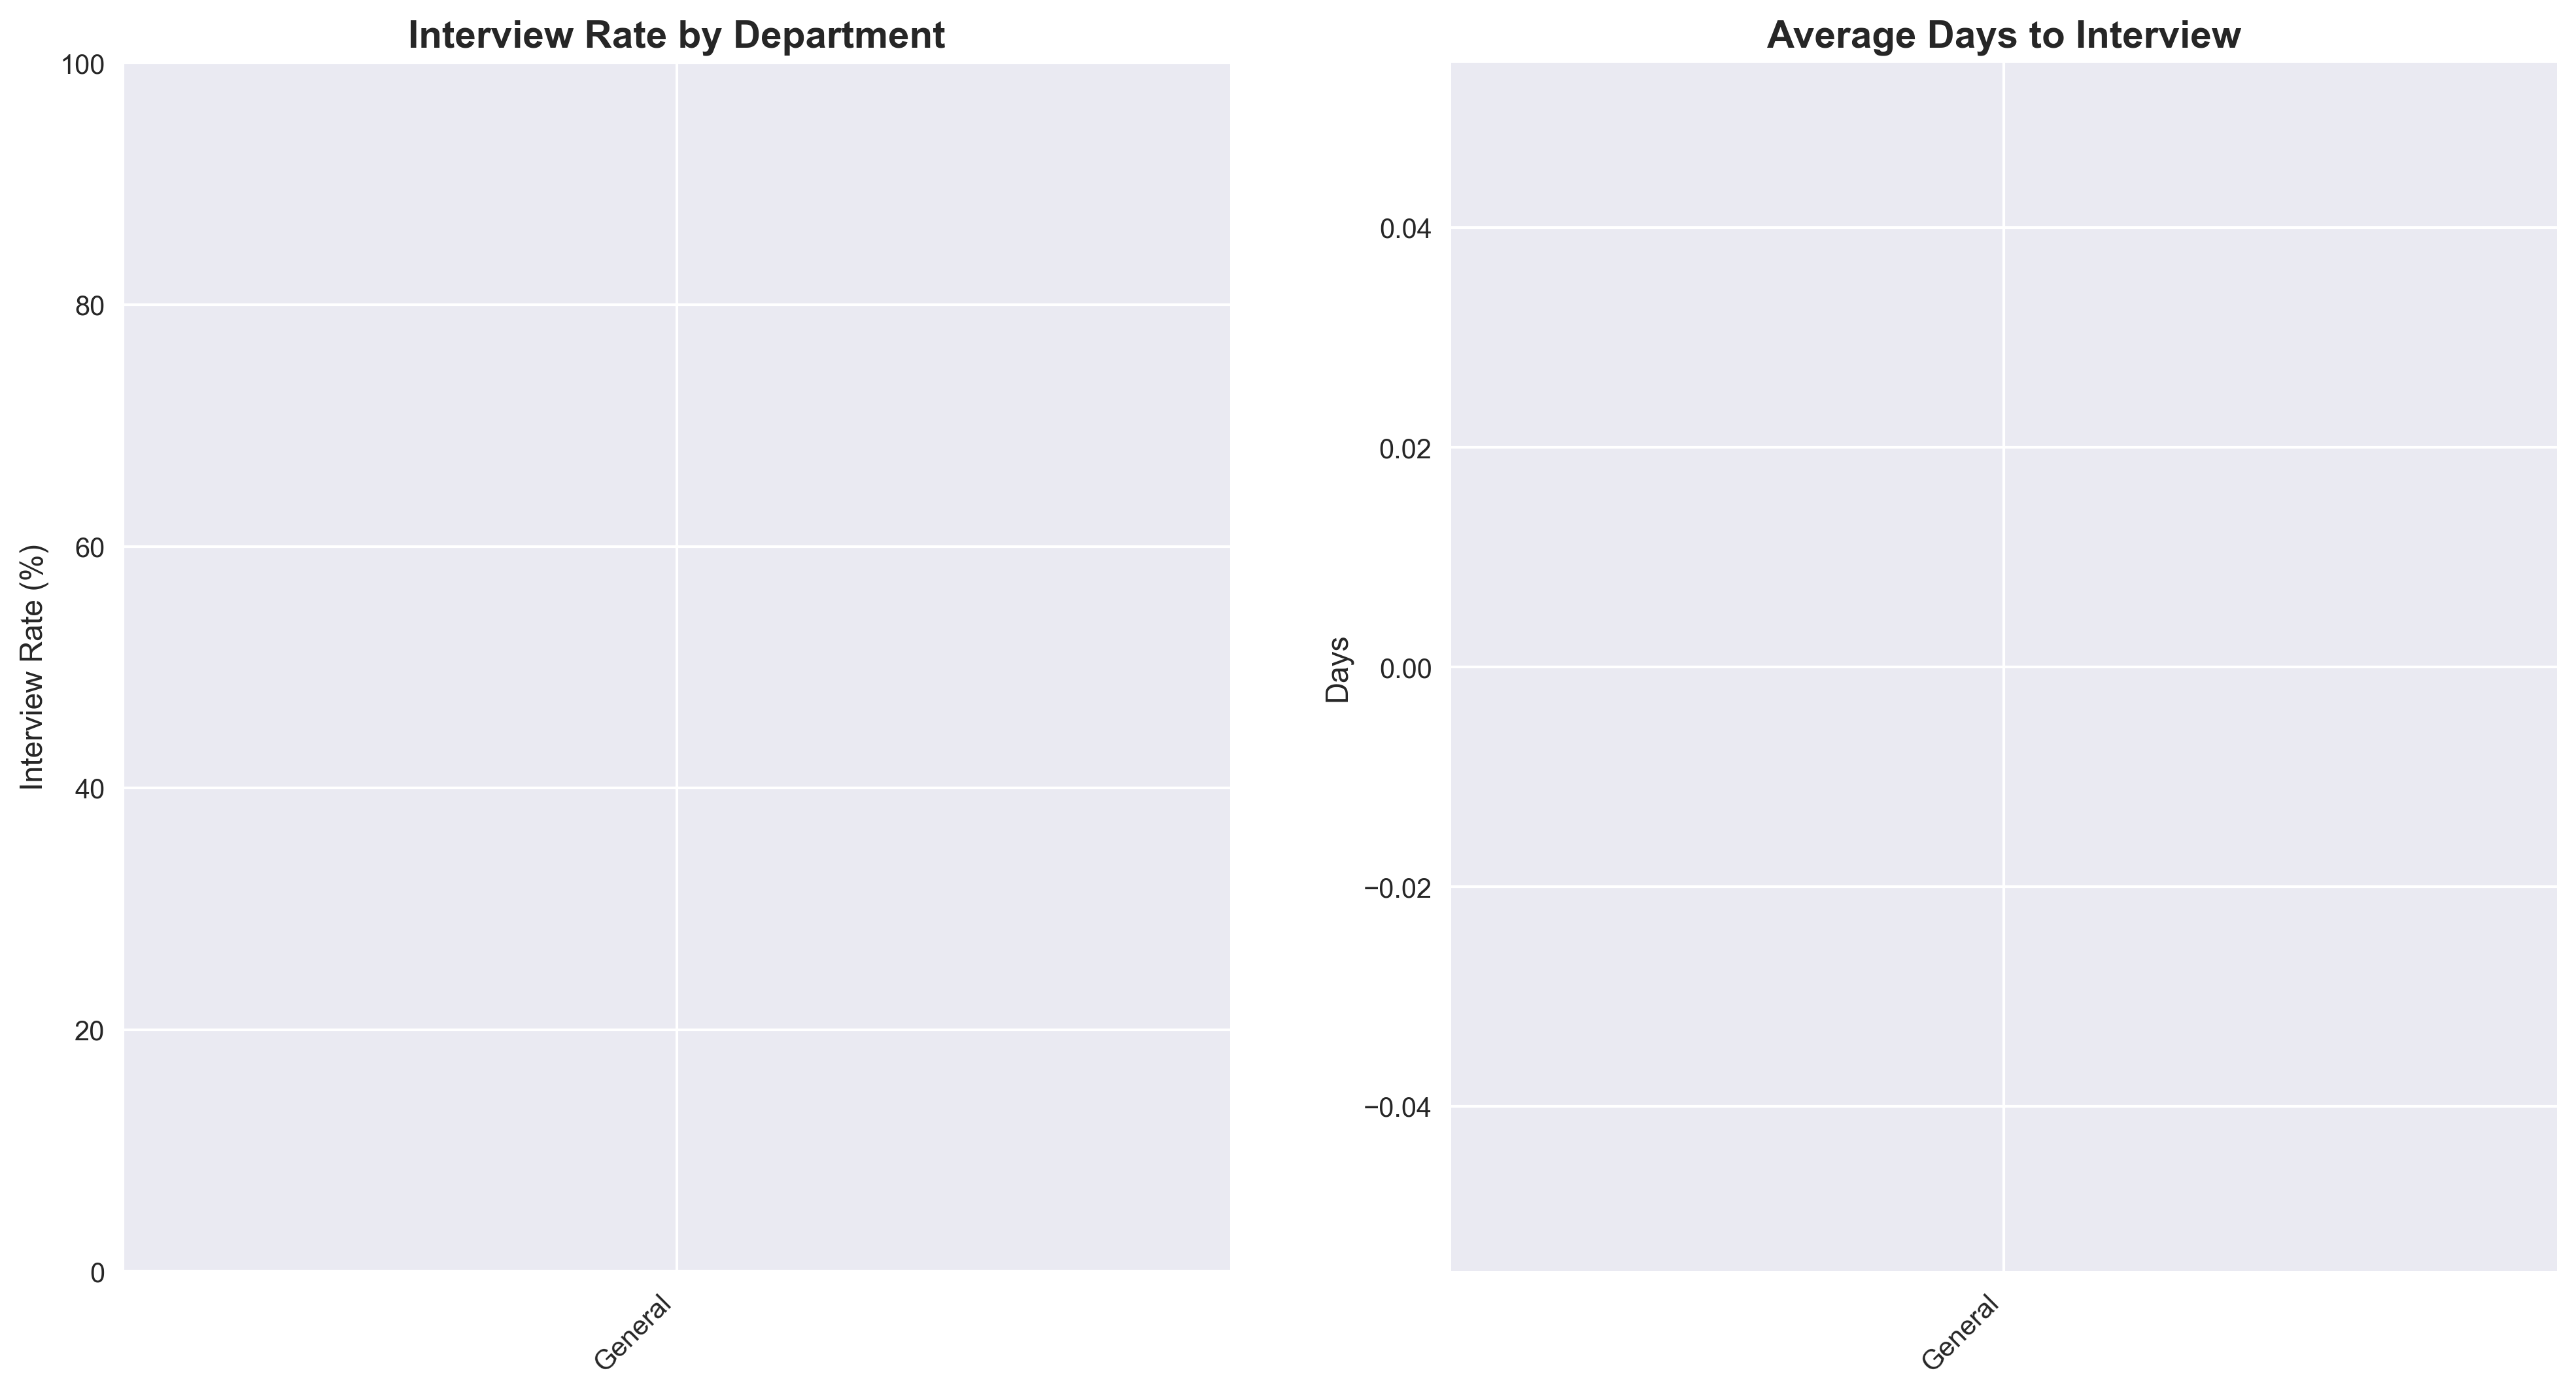 Interview Rate by Department
Interview Rate (%)
100
80
60
40
20
0
General
Average Days to Interview
Days
0.04
0.02
0.00
−0.02
−0.04
General